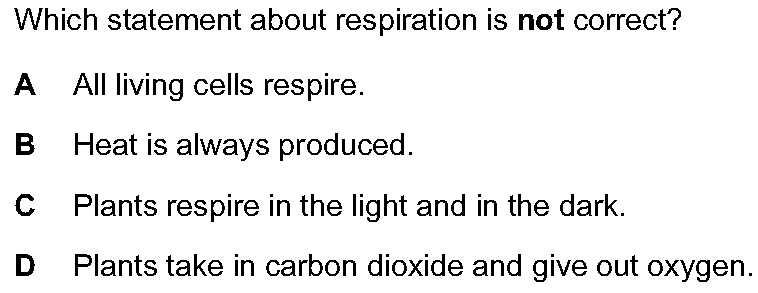 Which statement about respiration is not correct?
A All living cells respire.
B Heat is always produced.
C Plants respire in the light and in the dark.
D Plants take in carbon dioxide and give out oxygen.